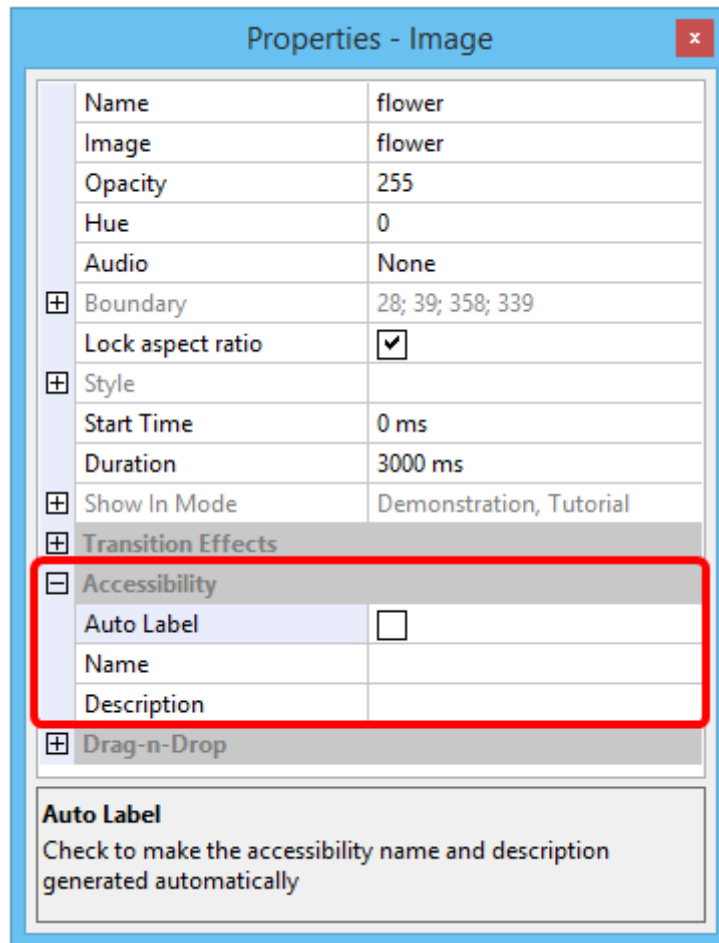 Properties - Image
x
Name flower
Image flower
Opacity 255
Hue 0
Audio None
Boundary 28; 39; 358; 339
Lock aspect ratio
Style
Start Time 0 ms
Duration 3000 ms
Show In Mode Demonstration, Tutorial
Transition Effects
Accessibility
Auto Label
Name
Description
Drag-n-Drop
Auto Label
Check to make the accessibility name and description
generated automatically